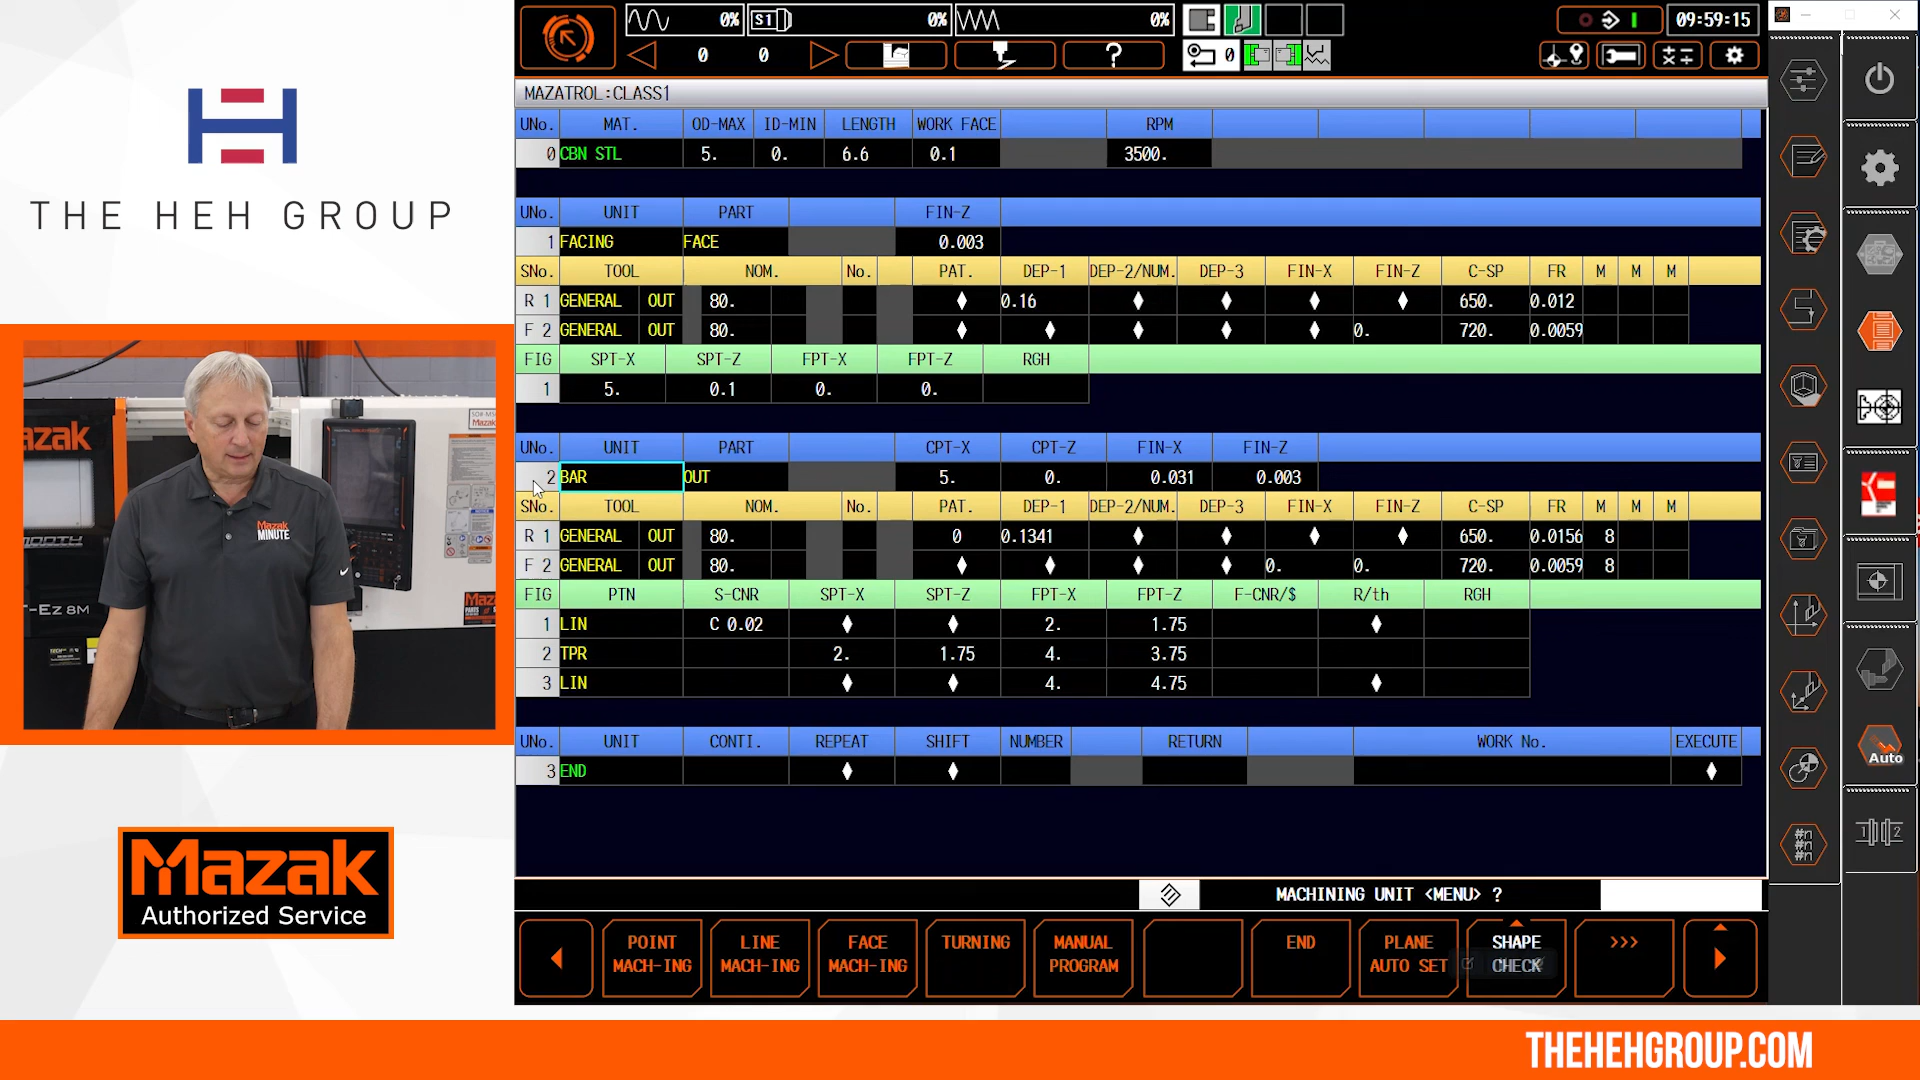 THE HEH GROUP
Mazak
Authorized Service
azak
Mazak
MINUTE
Mazak
T-Ez 8M
0% S1 0% 0%
09:59:15
0 0 ? 0
MAZATROL:CLASS1
UNo. MAT. OD-MAX ID-MIN LENGTH WORK FACE RPM
0 CBN STL 5. 0. 6.6 0.1 3500.
UNo. UNIT PART FIN-Z
1 FACING FACE 0.003
SNo. TOOL NOM. No. PAT. DEP-1 DEP-2/NUM. DEP-3 FIN-X FIN-Z C-SP FR M M M
R 1 GENERAL OUT 80. ♦ 0.16 ♦ ♦ ♦ ♦ 650. 0.012
F 2 GENERAL OUT 80. ♦ ♦ ♦ ♦ ♦ 0. 720. 0.0059
FIG SPT-X SPT-Z FPT-X FPT-Z RGH
1 5. 0.1 0. 0.
UNo. UNIT PART CPT-X CPT-Z FIN-X FIN-Z
2 BAR OUT 5. 0. 0.031 0.003
SNo. TOOL NOM. No. PAT. DEP-1 DEP-2/NUM. DEP-3 FIN-X FIN-Z C-SP FR M M M
R 1 GENERAL OUT 80. 0 0.1341 ♦ ♦ ♦ ♦ 650. 0.0156 8
F 2 GENERAL OUT 80. ♦ ♦ ♦ ♦ 0. 0. 720. 0.0059 8
FIG PTN S-CNR SPT-X SPT-Z FPT-X FPT-Z F-CNR/$ R/th RGH
1 LIN C 0.02 ♦ ♦ 2. 1.75 ♦
2 TPR 2. 1.75 4. 3.75
3 LIN ♦ ♦ 4. 4.75 ♦
UNo. UNIT CONTI. REPEAT SHIFT NUMBER RETURN WORK No. EXECUTE
3 END ♦ ♦ ♦
MACHINING UNIT <MENU> ?
POINT MACH-ING
LINE MACH-ING
FACE MACH-ING
TURNING
MANUAL PROGRAM
END
PLANE AUTO SET
SHAPE CHECK
>>>
Auto
1 2
#n
#n
#n
THEHEHGROUP.COM